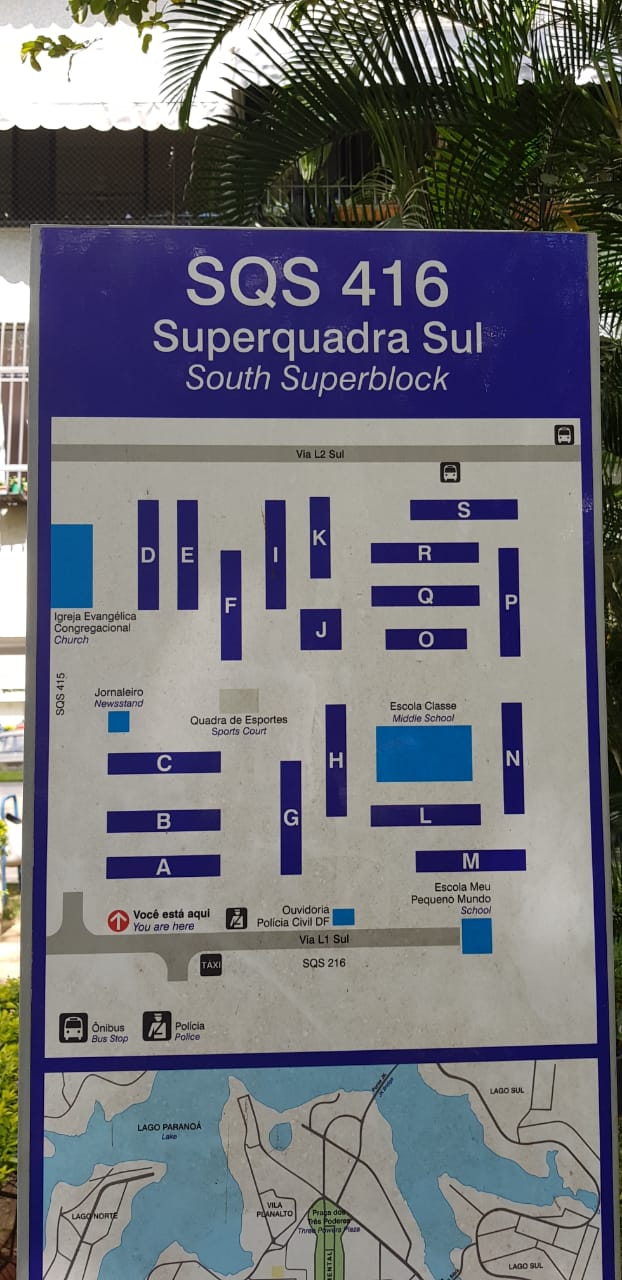 SQS 416
Superquadra Sul
South Superblock
Via L2 Sul
S
D
E
I
K
R
F
Q
P
J
O
Igreja Evangélica
Congregacional
Church
SQS 415
Jornaleiro
Newsstand
Quadra de Esportes
Sports Court
Escola Classe
Middle School
C
H
N
B
G
L
A
M
Você está aqui
You are here
Ouvidoria
Polícia Civil DF
Escola Meu
Pequeno Mundo
School
Via L1 Sul
TAXI
SQS 216
Ônibus
Bus Stop
Polícia
Police
LAGO PARANOÁ
Lake
LAGO SUL
LAGO NORTE
VILA
PLANALTO
Praça dos
Três Poderes
Three Powers Plaza
LAGO SUL